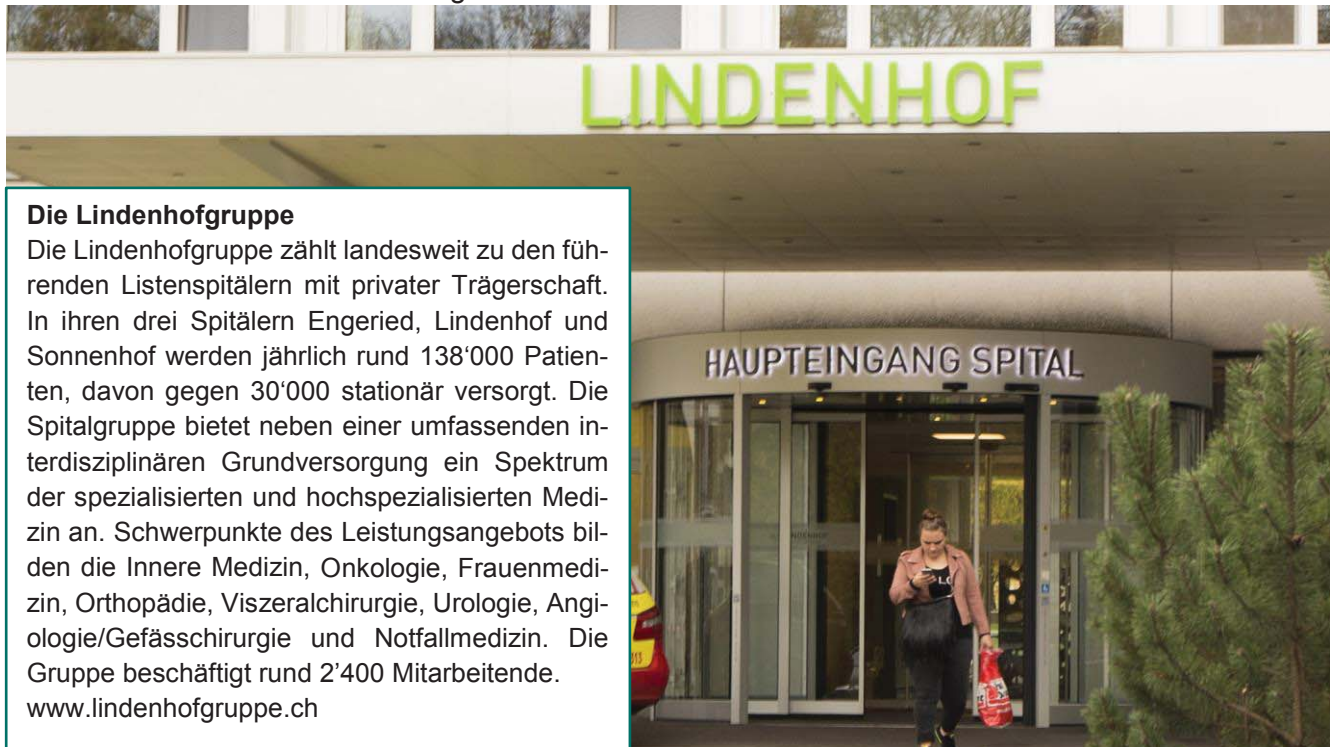 LINDENHOF
Die Lindenhofgruppe
Die Lindenhofgruppe zählt landesweit zu den füh-
renden Listenspitälern mit privater Trägerschaft.
In ihren drei Spitälern Engeried, Lindenhof und
Sonnenhof werden jährlich rund 138‘000 Patien-
ten, davon gegen 30‘000 stationär versorgt. Die
Spitalgruppe bietet neben einer umfassenden in-
terdisziplinären Grundversorgung ein Spektrum
der spezialisierten und hochspezialisierten Medi-
zin an. Schwerpunkte des Leistungsangebots bil-
den die Innere Medizin, Onkologie, Frauenmedi-
zin, Orthopädie, Viszeralchirurgie, Urologie, Angi-
ologie/Gefässchirurgie und Notfallmedizin. Die
Gruppe beschäftigt rund 2’400 Mitarbeitende.
www.lindenhofgruppe.ch
HAUPTEINGANG SPITAL